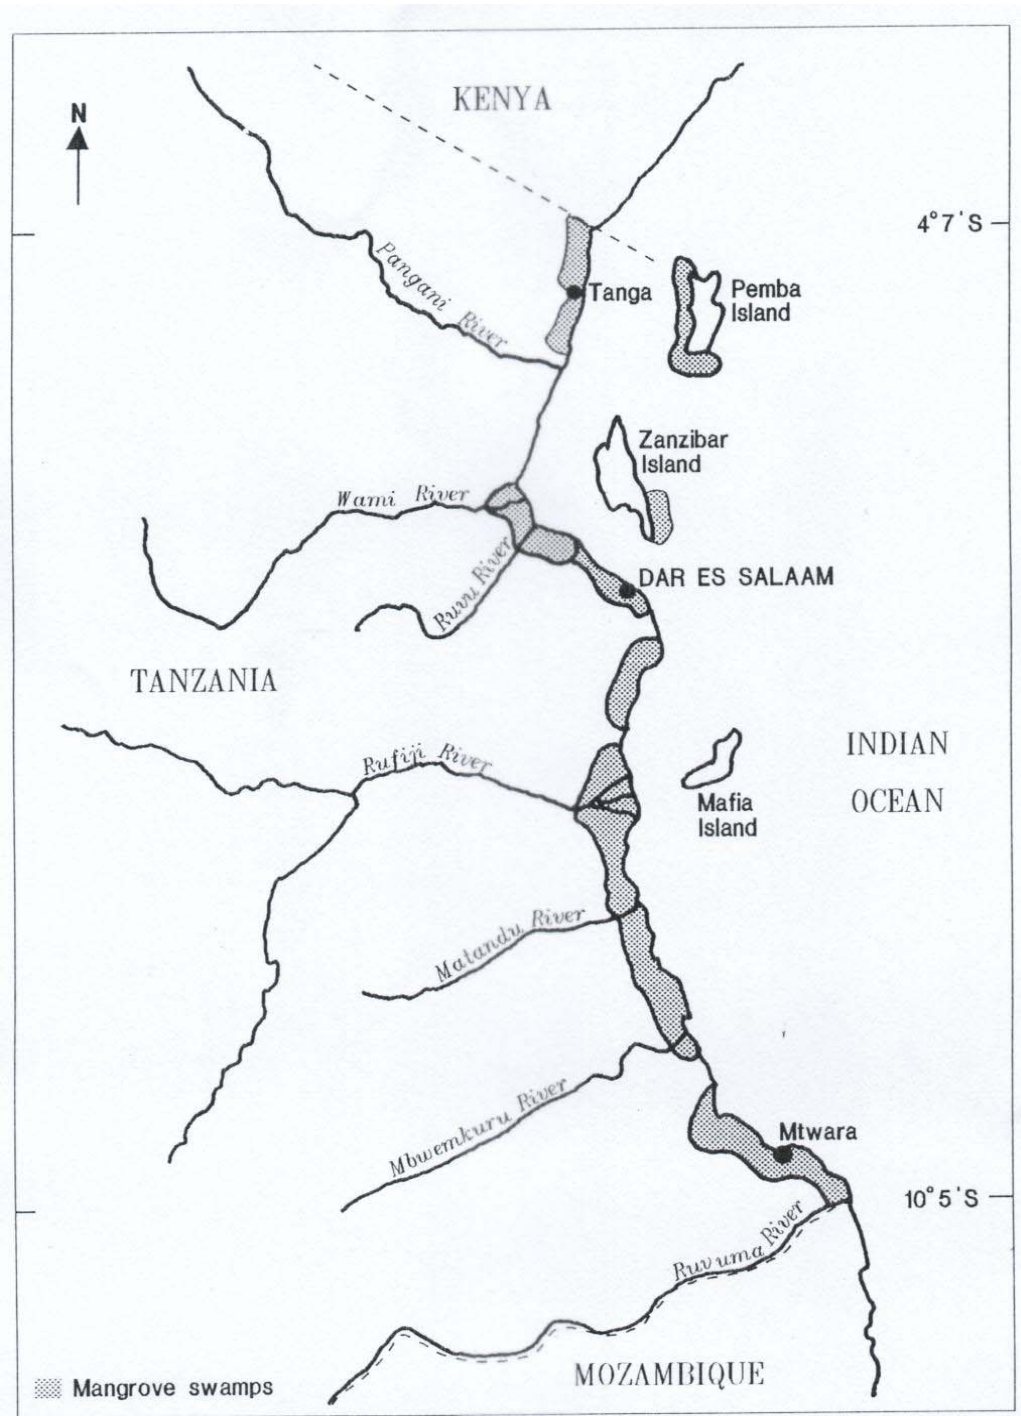 KENYA
N
4°7'S
Pangani River
Tanga
Pemba
Island
Zanzibar
Island
Wami River
DAR ES SALAAM
Ruvu River
TANZANIA
Rufiji River
INDIAN
OCEAN
Mafia
Island
Matandu River
Mbwemkuru River
Mtwara
10°5'S
Ruvuma River
MOZAMBIQUE
Mangrove swamps